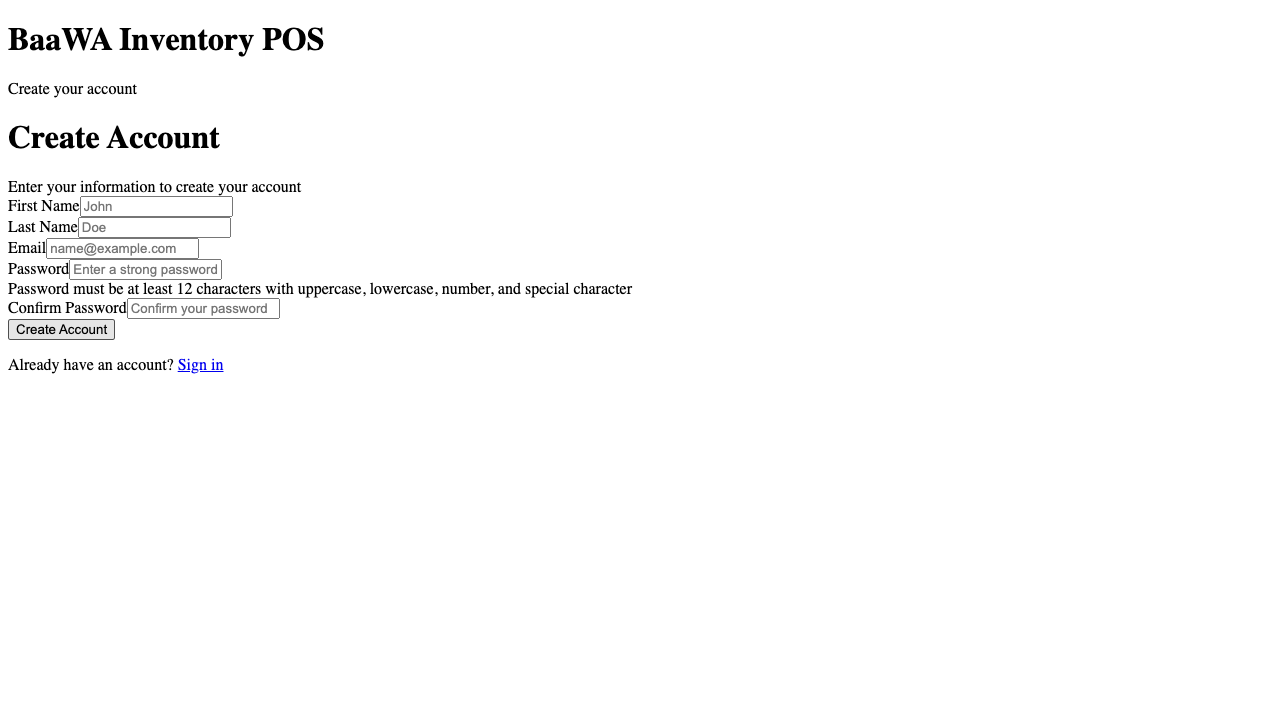 BaaWA Inventory POS
Create your account
Create Account
Enter your information to create your account
First Name John
Last Name Doe
Email name@example.com
Password Enter a strong password
Password must be at least 12 characters with uppercase, lowercase, number, and special character
Confirm Password Confirm your password
Create Account
Already have an account? Sign in